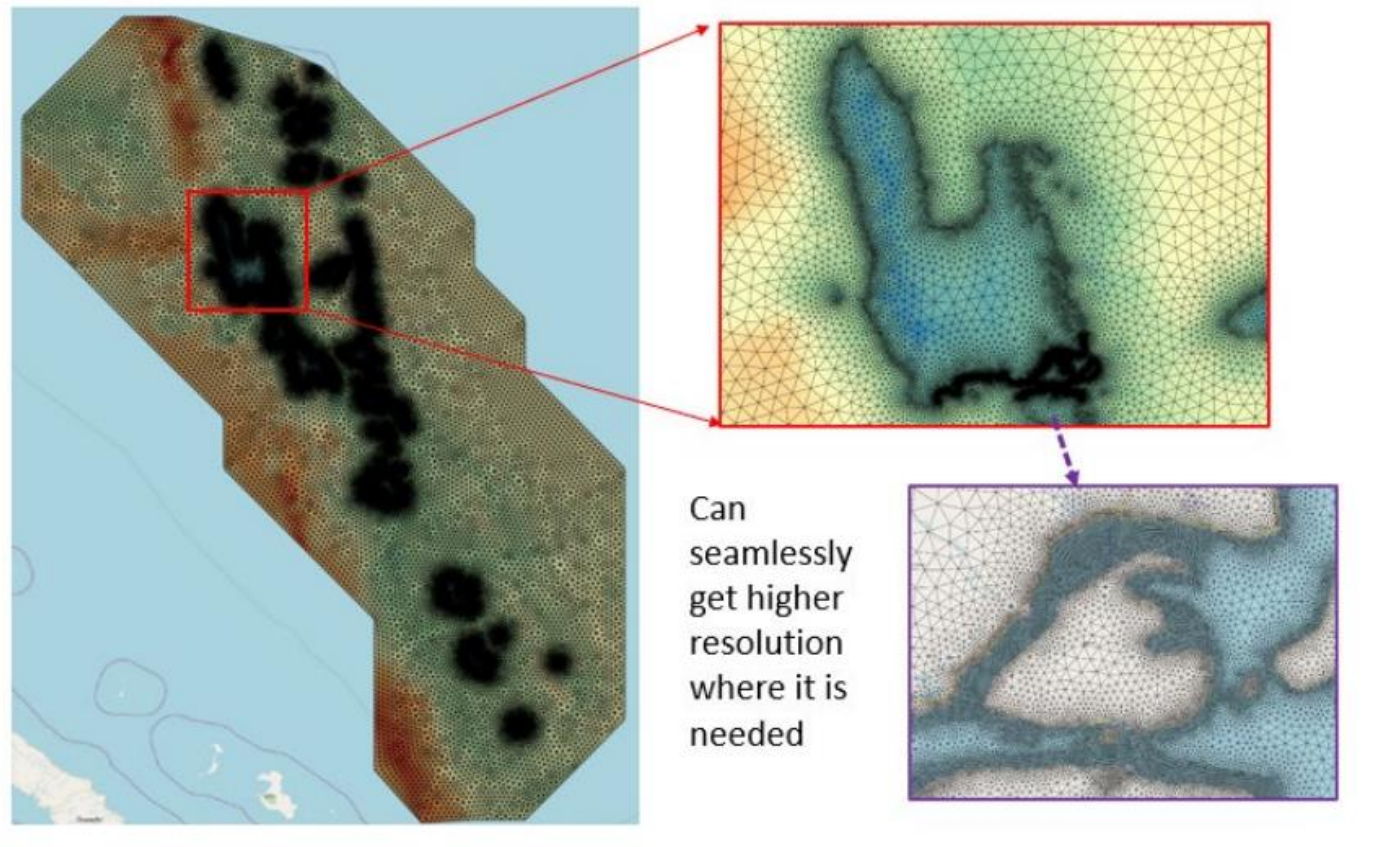 Can
seamlessly
get higher
resolution
where it is
needed